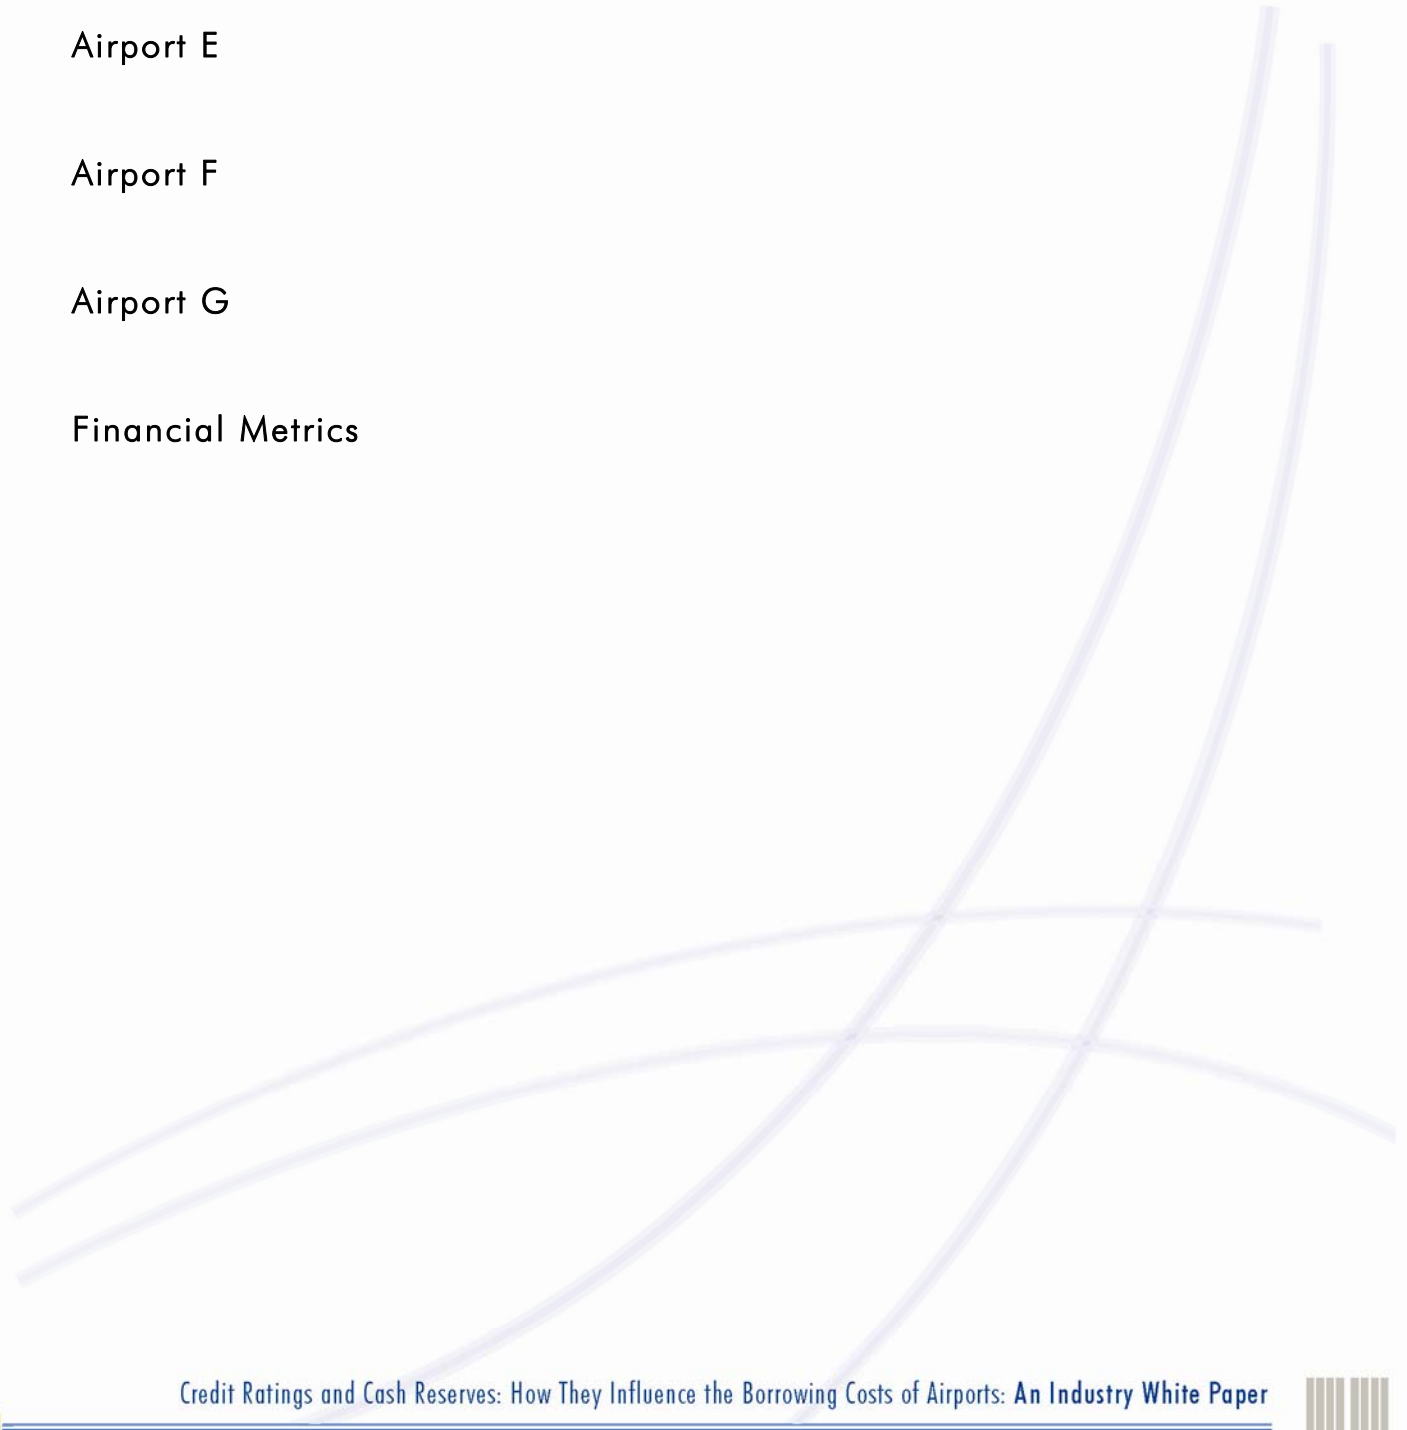 Airport E
Airport F
Airport G
Financial Metrics
Credit Ratings and Cash Reserves: How They Influence the Borrowing Costs of Airports: An Industry White Paper